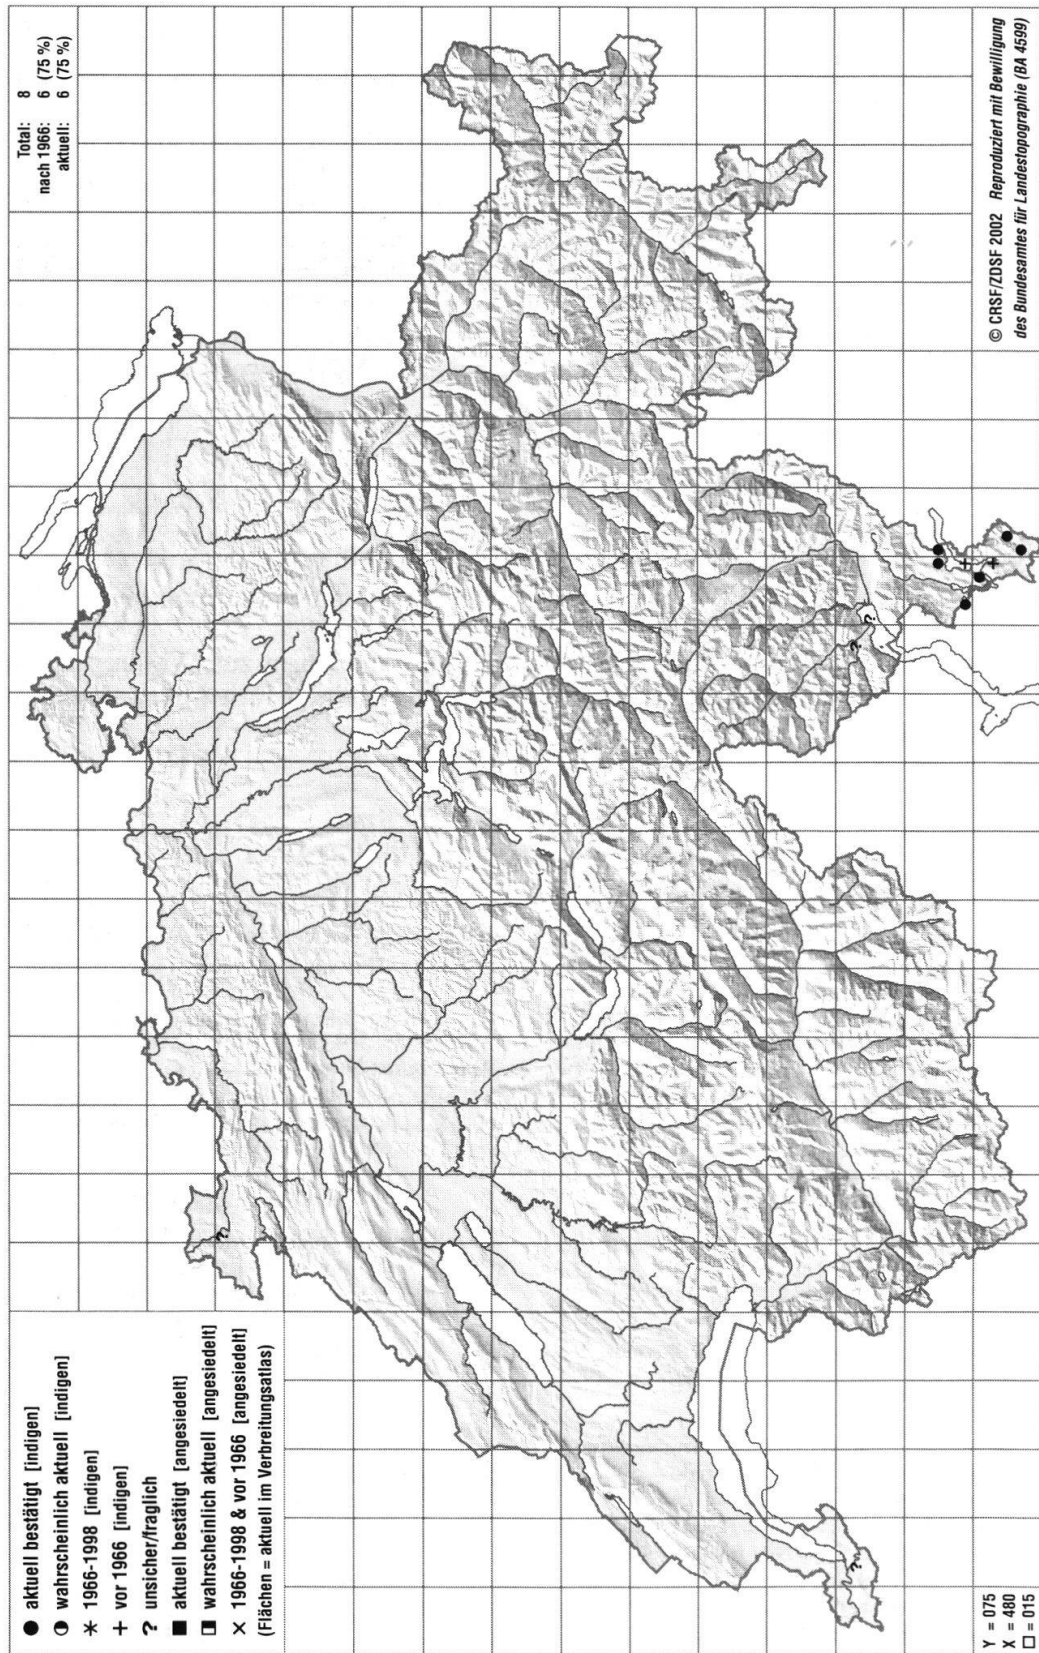 ● aktuell bestätigt [indigen]
◑ wahrscheinlich aktuell [indigen]
✳ 1966-1998 [indigen]
+ vor 1966 [indigen]
? unsicher/fraglich
■ aktuell bestätigt [angesiedelt]
◨ wahrscheinlich aktuell [angesiedelt]
× 1966-1998 & vor 1966 [angesiedelt]
(Flächen = aktuell im Verbreitungsatlas)
Total: 8
nach 1966: 6 (75 %)
aktuell: 6 (75 %)
?
?
?
?
Y = 075
X = 480
□ = 015
© CRSF/ZDSF 2002 Reproduziert mit Bewilligung
des Bundesamtes für Landestopographie (BA 4599)